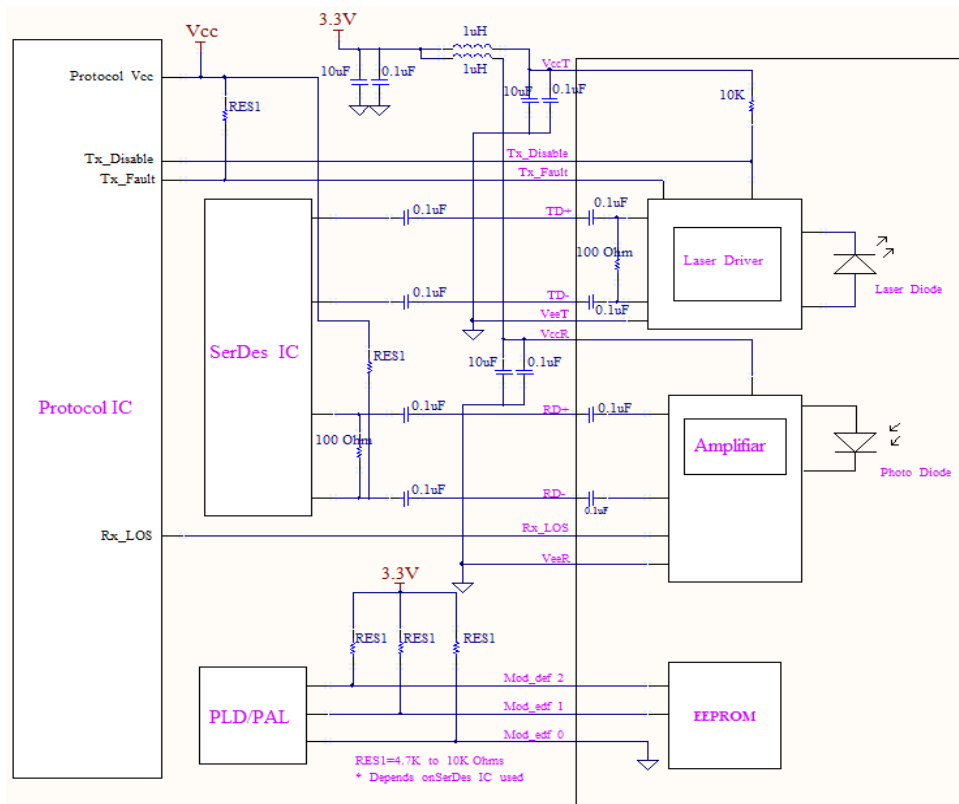 3.3V
Vcc
1uH
1uH
Protocol Vcc
10uF
0.1uF
VccT
RES1
10uF
0.1uF
10K
Tx_Disable
Tx_Disable
Tx_Fault
Tx_Fault
0.1uF
TD+
0.1uF
100 Ohm
Laser Driver
Laser Diode
0.1uF
TD-
0.1uF
VeeT
VccR
SerDes IC
RES1
10uF
0.1uF
Protocol IC
0.1uF
RD+
0.1uF
100 Ohm
Amplifiar
Photo Diode
0.1uF
RD-
0.1uF
Rx_LOS
Rx_LOS
VeeR
3.3V
RES1
RES1
RES1
Mod_def 2
PLD/PAL
Mod_edf 1
EEPROM
Mod_edf 0
RES1=4.7K to 10K Ohms
* Depends onSerDes IC used